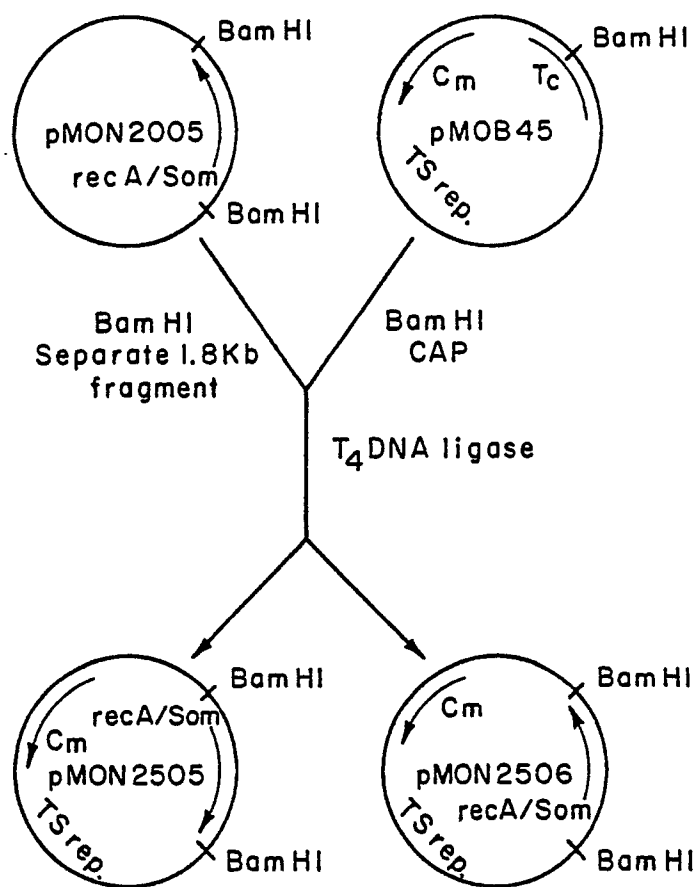 Bam HI
pMON2005
rec A/Som
Bam HI
Bam HI
Cm
Tc
pMOB45
TS rep.
Bam HI
Separate 1.8Kb
fragment
Bam HI
CAP
T4 DNA ligase
Bam HI
recA/Som
Cm
pMON2505
TS rep.
Bam HI
Bam HI
Cm
pMON2506
recA/Som
TS rep.
Bam HI